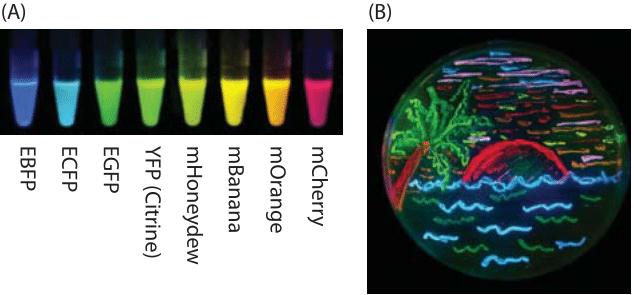 (A)
(B)
EBFP
ECFP
EGFP
YFP (Citrine)
mHoneydew
mBanana
mOrange
mCherry